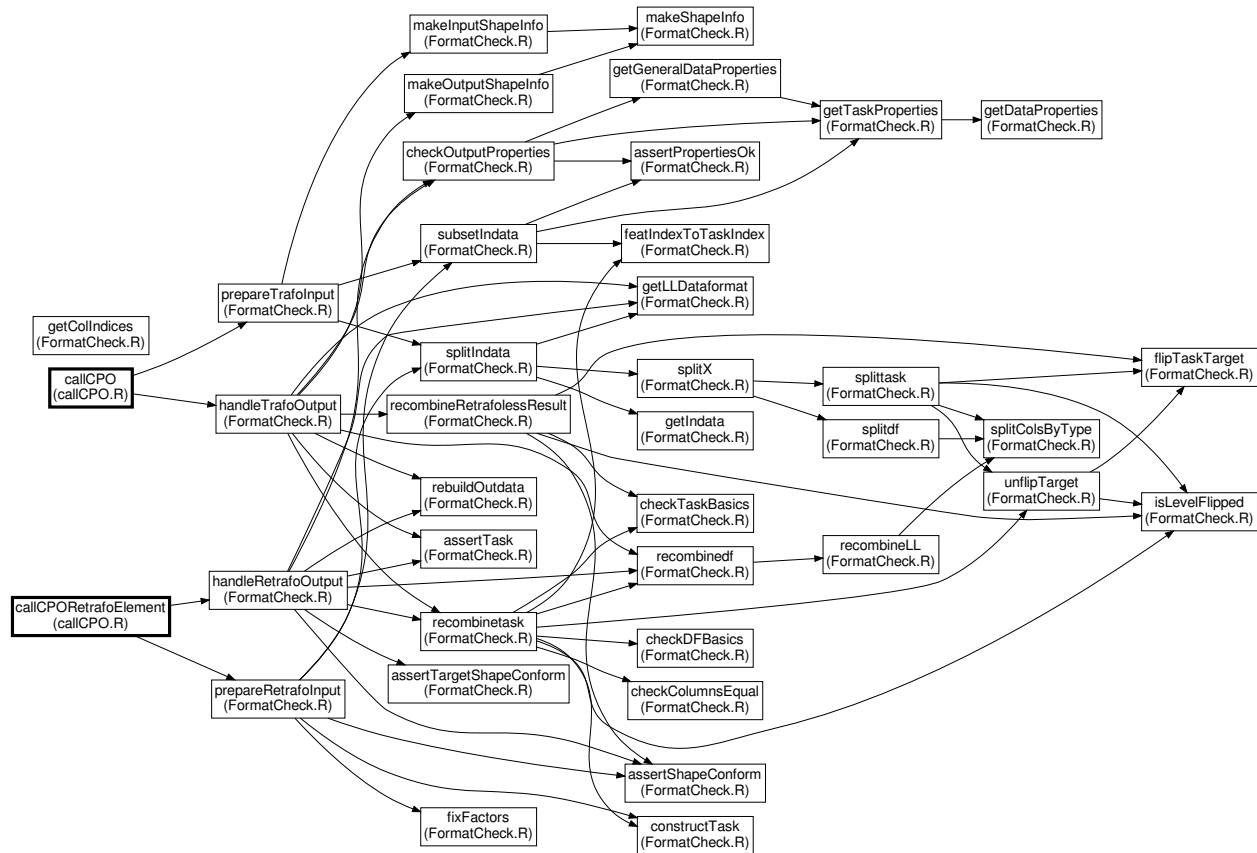 makeInputShapeInfo
(FormatCheck.R)
makeShapeInfo
(FormatCheck.R)
makeOutputShapeInfo
(FormatCheck.R)
getGeneralDataProperties
(FormatCheck.R)
getTaskProperties
(FormatCheck.R)
getDataProperties
(FormatCheck.R)
checkOutputProperties
(FormatCheck.R)
assertPropertiesOk
(FormatCheck.R)
subsetIndata
(FormatCheck.R)
featIndexToTaskIndex
(FormatCheck.R)
prepareTrafoInput
(FormatCheck.R)
getLLDataformat
(FormatCheck.R)
getColIndices
(FormatCheck.R)
splitIndata
(FormatCheck.R)
flipTaskTarget
(FormatCheck.R)
callCPO
(callCPO.R)
splitX
(FormatCheck.R)
splittask
(FormatCheck.R)
handleTrafoOutput
(FormatCheck.R)
recombineRetrafolessResult
(FormatCheck.R)
getIndata
(FormatCheck.R)
splitdf
(FormatCheck.R)
splitColsByType
(FormatCheck.R)
rebuildOutdata
(FormatCheck.R)
unflipTarget
(FormatCheck.R)
checkTaskBasics
(FormatCheck.R)
isLevelFlipped
(FormatCheck.R)
assertTask
(FormatCheck.R)
recombinedf
(FormatCheck.R)
recombineLL
(FormatCheck.R)
handleRetrafoOutput
(FormatCheck.R)
callCPORetrafoElement
(callCPO.R)
recombinetask
(FormatCheck.R)
checkDFBasics
(FormatCheck.R)
assertTargetShapeConform
(FormatCheck.R)
prepareRetrafoInput
(FormatCheck.R)
checkColumnsEqual
(FormatCheck.R)
assertShapeConform
(FormatCheck.R)
fixFactors
(FormatCheck.R)
constructTask
(FormatCheck.R)